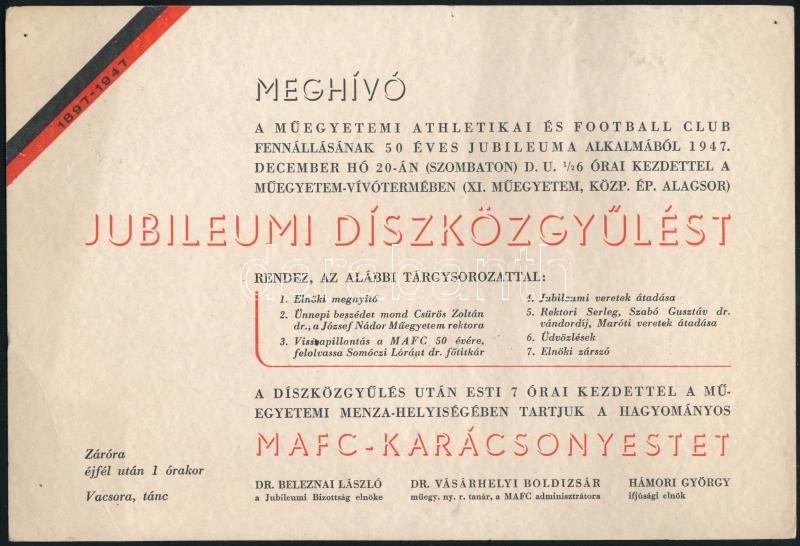 1897-1947
MEGHÍVÓ
A MŰEGYETEMI ATHLETIKAI ÉS FOOTBALL CLUB
FENNÁLLÁSÁNAK 50 ÉVES JUBILEUMA ALKALMÁBÓL 1947.
DECEMBER HÓ 20-ÁN (SZOMBATON) D. U. 1/26 ÓRAI KEZDETTEL A
MŰEGYETEM-VÍVÓTERMÉBEN (XI. MŰEGYETEM, KÖZP. ÉP. ALAGSOR)
JUBILEUMI DÍSZKÖZGYŰLÉST
RENDEZ, AZ ALÁBBI TÁRGYSOROZATTAL:
1. Elnöki megnyitó
2. Ünnepi beszédet mond Csürös Zoltán
dr., a József Nádor Műegyetem rektora
3. Visszapillantás a MAFC 50 évére,
felolvassa Somóczi Lóránt dr. főtitkár
4. Jubileumi veretek átadása
5. Rektori Serleg, Szabó Gusztáv dr.
vándordíj, Maróti veretek átadása
6. Üdvözlések
7. Elnöki zárszó
darabanth
A DÍSZKÖZGYŰLÉS UTÁN ESTI 7 ÓRAI KEZDETTEL A MŰ-
EGYETEMI MENZA-HELYISÉGÉBEN TARTJUK A HAGYOMÁNYOS
MAFC-KARÁCSONYESTET
Záróra
éjfél után 1 órakor
Vacsora, tánc
DR. BELEZNAI LÁSZLÓ
a Jubileumi Bizottság elnöke
DR. VÁSÁRHELYI BOLDIZSÁR
műegy. ny. r. tanár, a MAFC adminisztrátora
HÁMORI GYÖRGY
ifjúsági elnök